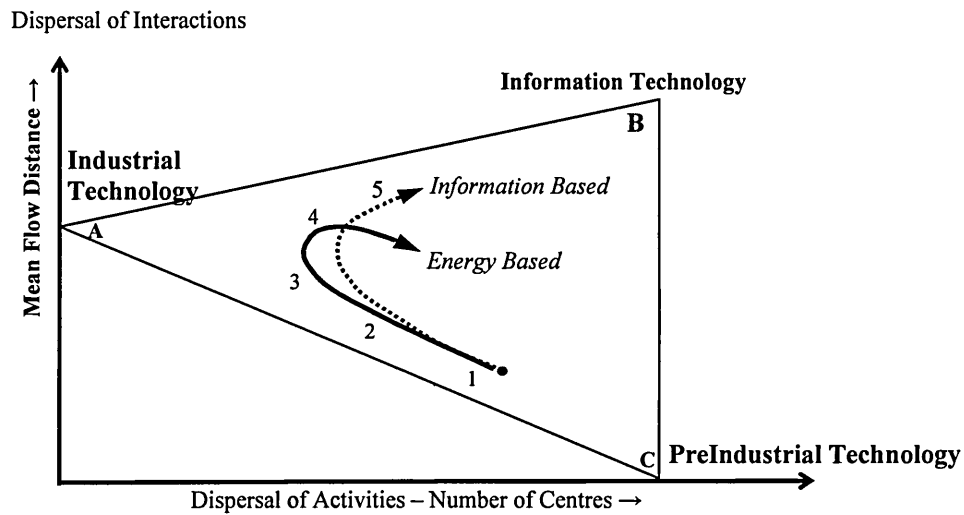 Dispersal of Interactions
Mean Flow Distance →
Information Technology
B
Industrial
Technology
A
5 Information Based
4
Energy Based
3
2
1
C PreIndustrial Technology
Dispersal of Activities – Number of Centres →